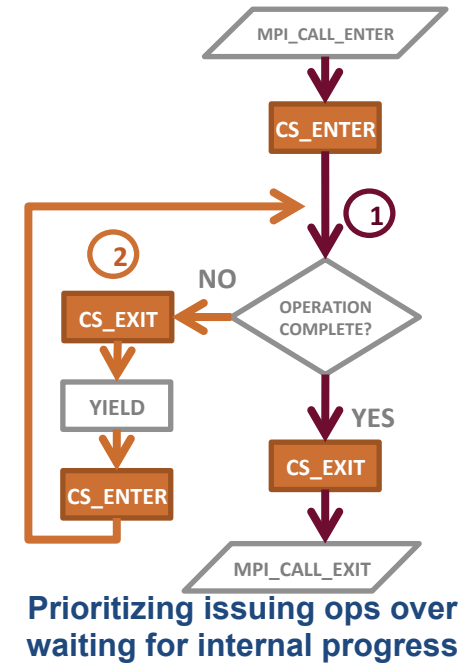 MPI_CALL_ENTER
CS_ENTER
1
2
NO
OPERATION
COMPLETE?
CS_EXIT
YIELD
CS_ENTER
YES
CS_EXIT
MPI_CALL_EXIT
Prioritizing issuing ops over
waiting for internal progress